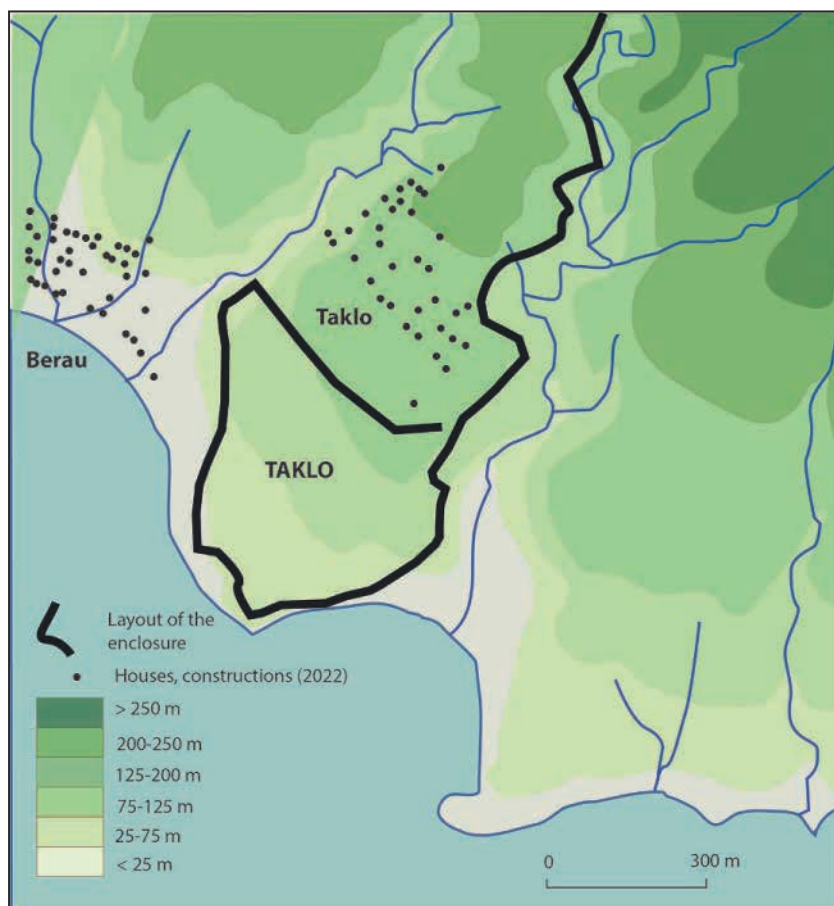 Taklo
Berau
TAKLO
Layout of the
enclosure
Houses, constructions (2022)
> 250 m
200-250 m
125-200 m
75-125 m
25-75 m
< 25 m
0 300 m